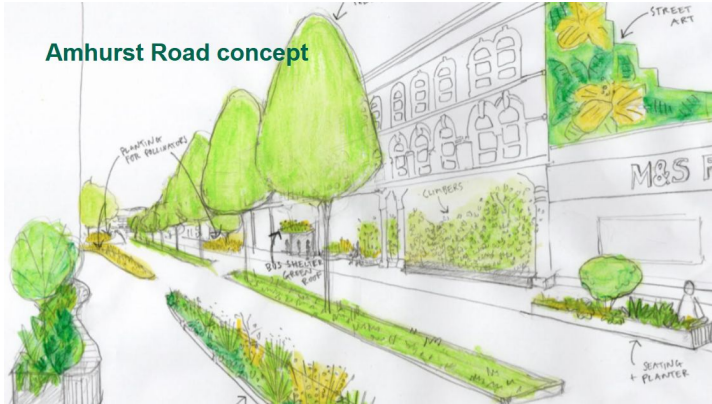 Amhurst Road concept
STREET
ART
PLANTING
FOR POLLINATORS
CLIMBERS
M&S
BUS SHELTER
GREEN
ROOF
SEATING
+ PLANTER